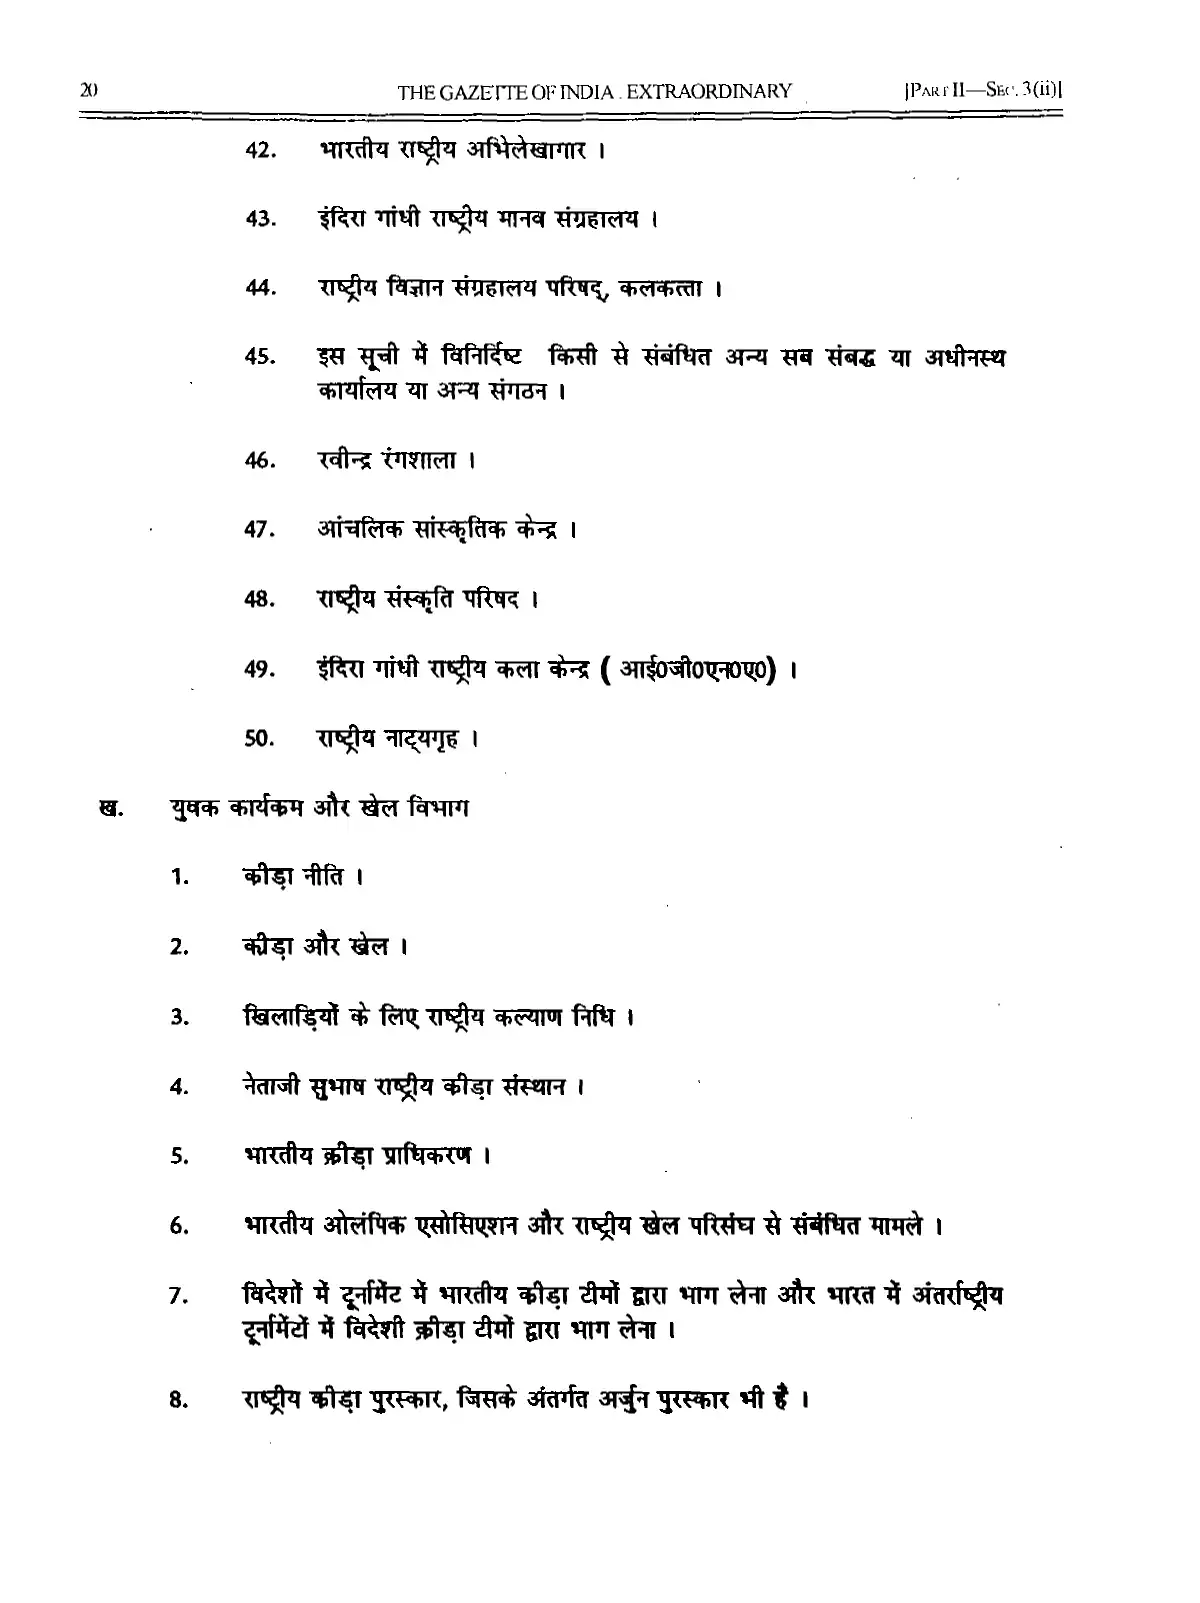 20 THE GAZETTE OF INDIA : EXTRAORDINARY [PART II—SEC. 3(ii)]
42. भारतीय राष्ट्रीय अभिलेखागार ।
43. इंदिरा गांधी राष्ट्रीय मानव संग्रहालय ।
44. राष्ट्रीय विज्ञान संग्रहालय परिषद्, कलकत्ता ।
45. इस सूची में विनिर्दिष्ट किसी से संबंधित अन्य सब संबद्ध या अधीनस्थ
कार्यालय या अन्य संगठन ।
46. रवीन्द्र रंगशाला ।
47. आंचलिक सांस्कृतिक केन्द्र ।
48. राष्ट्रीय संस्कृति परिषद ।
49. इंदिरा गांधी राष्ट्रीय कला केन्द्र ( आई0जी0एन0ए0) ।
50. राष्ट्रीय नाट्यगृह ।
ख. युवक कार्यकम और खेल विभाग
1. कीड़ा नीति ।
2. कीड़ा और खेल ।
3. खिलाड़ियों के लिए राष्ट्रीय कल्याण निधि ।
4. नेताजी सुभाष राष्ट्रीय कीड़ा संस्थान ।
5. भारतीय क्रीड़ा प्राधिकरण ।
6. भारतीय ओलंपिक एसोसिएशन और राष्ट्रीय खेल परिसंघ से संबंधित मामले ।
7. विदेशों में टूर्नामेंट में भारतीय कीड़ा टीमों द्वारा भाग लेना और भारत में अंतर्राष्ट्रीय
टूर्नामेंटों में विदेशी क्रीड़ा टीमों द्वारा भाग लेना ।
8. राष्ट्रीय कीड़ा पुरस्कार, जिसके अंतर्गत अर्जुन पुरस्कार भी है ।